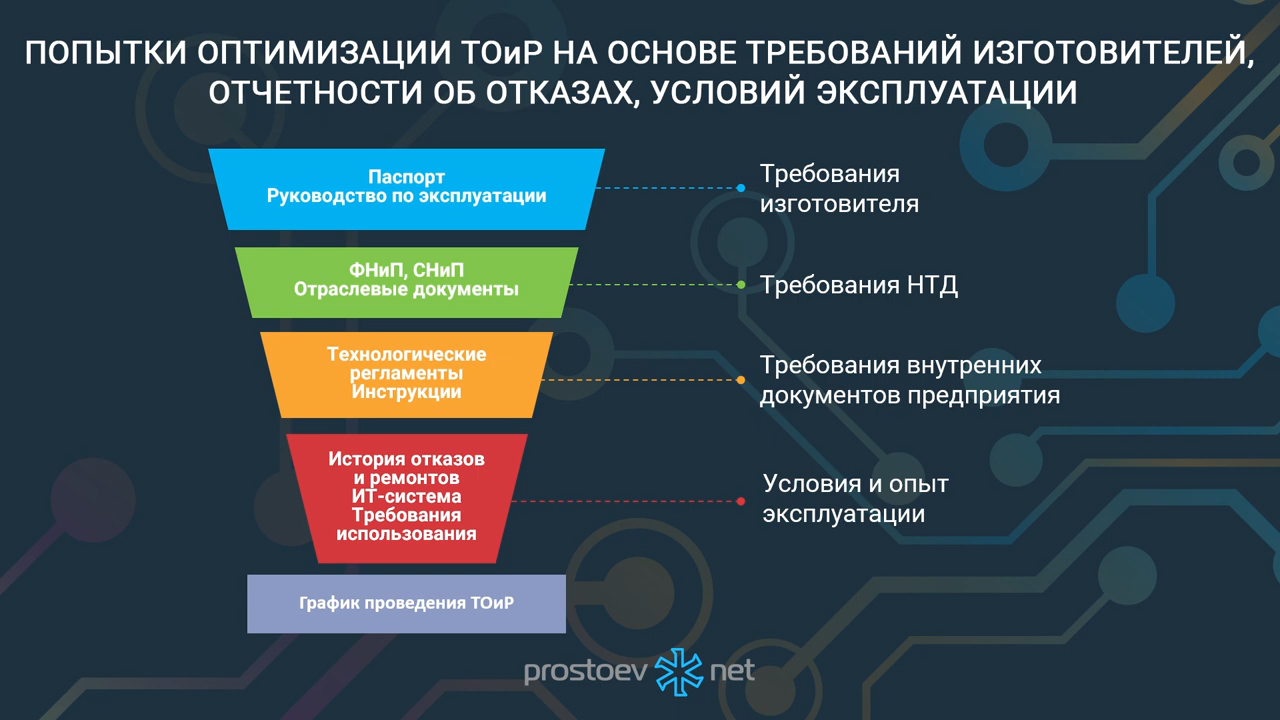 ПОПЫТКИ ОПТИМИЗАЦИИ ТОиР НА ОСНОВЕ ТРЕБОВАНИЙ ИЗГОТОВИТЕЛЕЙ,
ОТЧЕТНОСТИ ОБ ОТКАЗАХ, УСЛОВИЙ ЭКСПЛУАТАЦИИ
Паспорт
Руководство по эксплуатации
Требования
изготовителя
ФНиП, СНиП
Отраслевые документы
Требования НТД
Технологические
регламенты
Инструкции
Требования внутренних
документов предприятия
История отказов
и ремонтов
ИТ-система
Требования
использования
Условия и опыт
эксплуатации
График проведения ТОиР
prostoev net